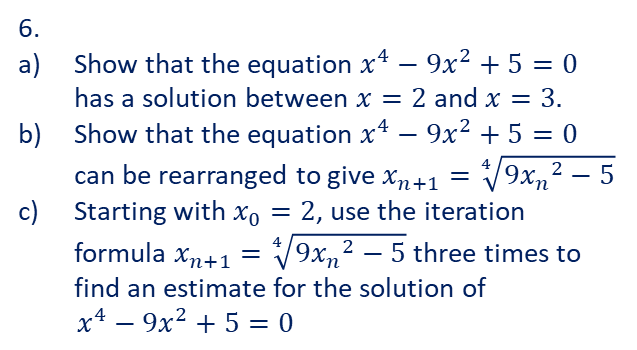 6.
a) Show that the equation 𝑥⁴ − 9𝑥² + 5 = 0
has a solution between 𝑥 = 2 and 𝑥 = 3.
b) Show that the equation 𝑥⁴ − 9𝑥² + 5 = 0
can be rearranged to give 𝑥ₙ₊₁ = ∜(9𝑥ₙ² − 5)
c) Starting with 𝑥₀ = 2, use the iteration
formula 𝑥ₙ₊₁ = ∜(9𝑥ₙ² − 5) three times to
find an estimate for the solution of
𝑥⁴ − 9𝑥² + 5 = 0